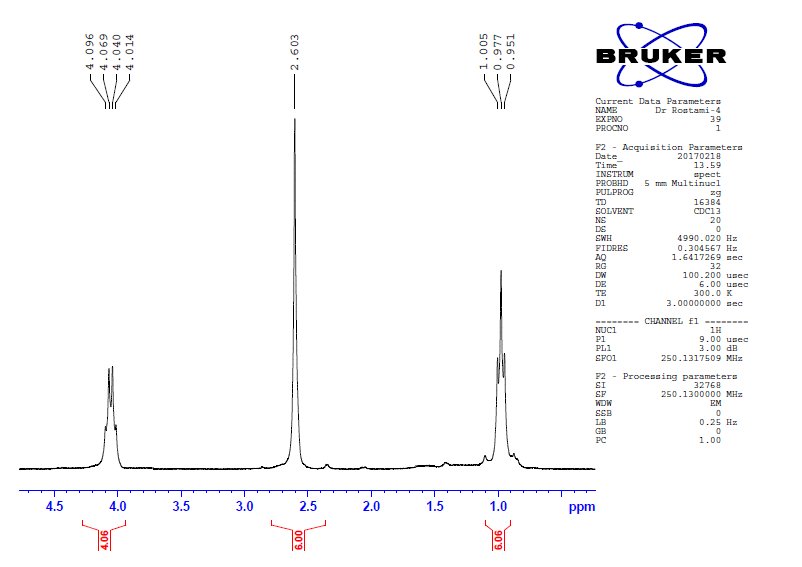 4.096
4.069
4.040
4.014
2.603
1.005
0.977
0.951
BRUKER
Current Data Parameters
NAME Dr Rostami-4
EXPNO 39
PROCNO 1
F2 - Acquisition Parameters
Date_ 20170218
Time 13.59
INSTRUM spect
PROBHD 5 mm Multinucl
PULPROG zg
TD 16384
SOLVENT CDCl3
NS 20
DS 0
SWH 4990.020 Hz
FIDRES 0.304567 Hz
AQ 1.6417269 sec
RG 32
DW 100.200 usec
DE 6.00 usec
TE 300.0 K
D1 3.00000000 sec
======== CHANNEL f1 ========
NUC1 1H
P1 9.00 usec
PL1 3.00 dB
SFO1 250.1317509 MHz
F2 - Processing parameters
SI 32768
SF 250.1300000 MHz
WDW EM
SSB 0
LB 0.25 Hz
GB 0
PC 1.00
4.5 4.0 3.5 3.0 2.5 2.0 1.5 1.0 ppm
4.06
6.00
6.06